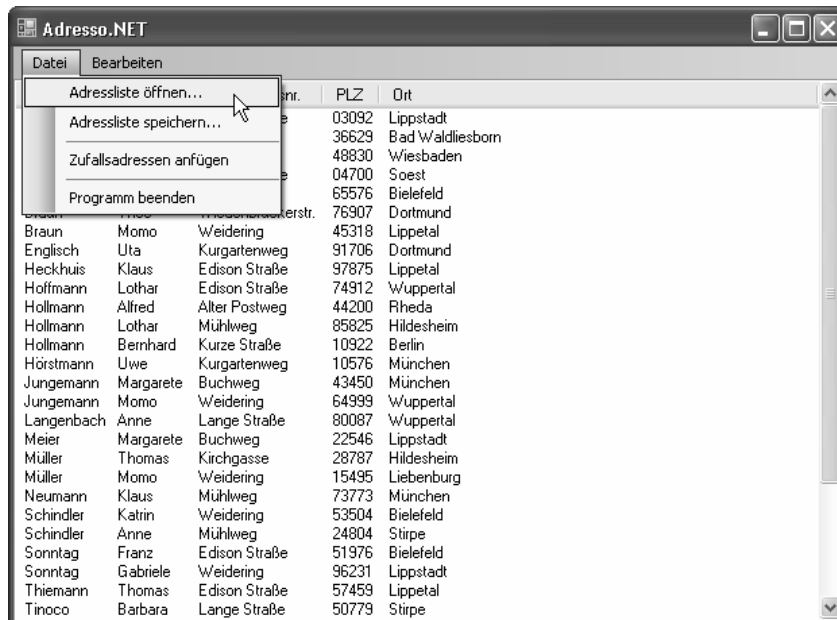 Adresso.NET
Datei Bearbeiten
Adressliste öffnen...
Adressliste speichern...
Zufallsadressen anfügen
Programm beenden
snr. PLZ Ort
03092 Lippstadt
36629 Bad Waldliesborn
48830 Wiesbaden
04700 Soest
65576 Bielefeld
76907 Dortmund
Braun Momo Weidering 45318 Lippetal
Englisch Uta Kurgartenweg 91706 Dortmund
Heckhuis Klaus Edison Straße 97875 Lippetal
Hoffmann Lothar Edison Straße 74912 Wuppertal
Hollmann Alfred Alter Postweg 44200 Rheda
Hollmann Lothar Mühlweg 85825 Hildesheim
Hollmann Bernhard Kurze Straße 10922 Berlin
Hörstmann Uwe Kurgartenweg 10576 München
Jungemann Margarete Buchweg 43450 München
Jungemann Momo Weidering 64999 Wuppertal
Langenbach Anne Lange Straße 80087 Wuppertal
Meier Margarete Buchweg 22546 Lippstadt
Müller Thomas Kirchgasse 28787 Hildesheim
Müller Momo Weidering 15495 Liebenburg
Neumann Klaus Mühlweg 73773 München
Schindler Katrin Weidering 53504 Bielefeld
Schindler Anne Mühlweg 24804 Stirpe
Sonntag Franz Edison Straße 51976 Bielefeld
Sonntag Gabriele Weidering 96231 Lippstadt
Thiemann Thomas Edison Straße 57459 Lippetal
Tinoco Barbara Lange Straße 50779 Stirpe